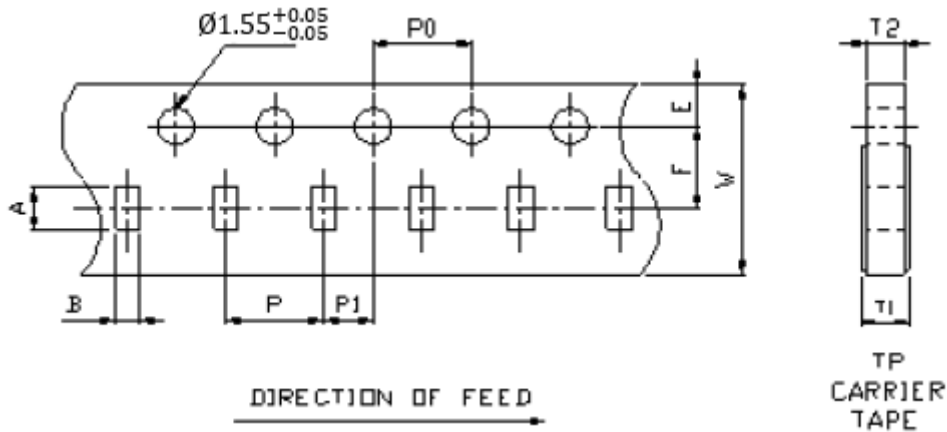 Ø1.55+0.05
-0.05
P0
T2
E
F
W
A
B
P
P1
T1
DIRECTION OF FEED
TP
CARRIER
TAPE